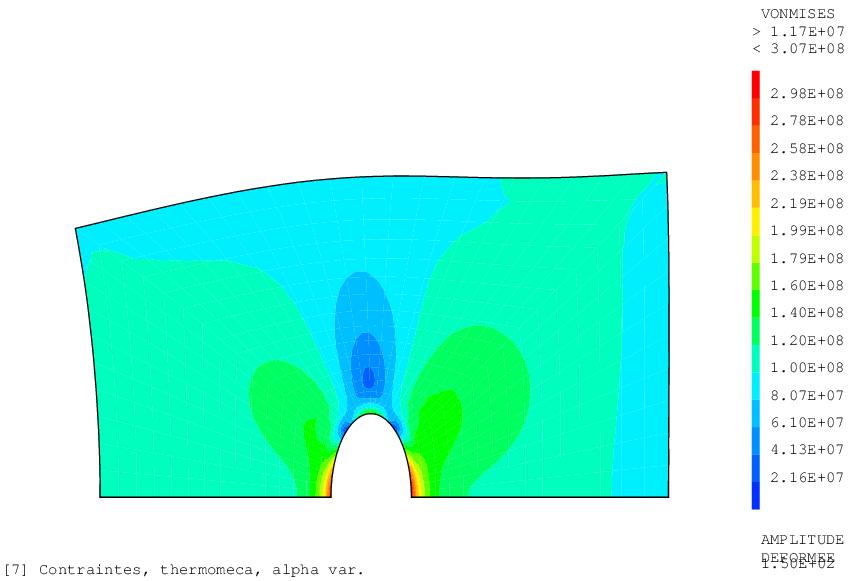 VONMISES
> 1.17E+07
< 3.07E+08
2.98E+08
2.78E+08
2.58E+08
2.38E+08
2.19E+08
1.99E+08
1.79E+08
1.60E+08
1.40E+08
1.20E+08
1.00E+08
8.07E+07
6.10E+07
4.13E+07
2.16E+07
AMPLITUDE
DEFORMEE
1.50E+02
[7] Contraintes, thermomeca, alpha var.